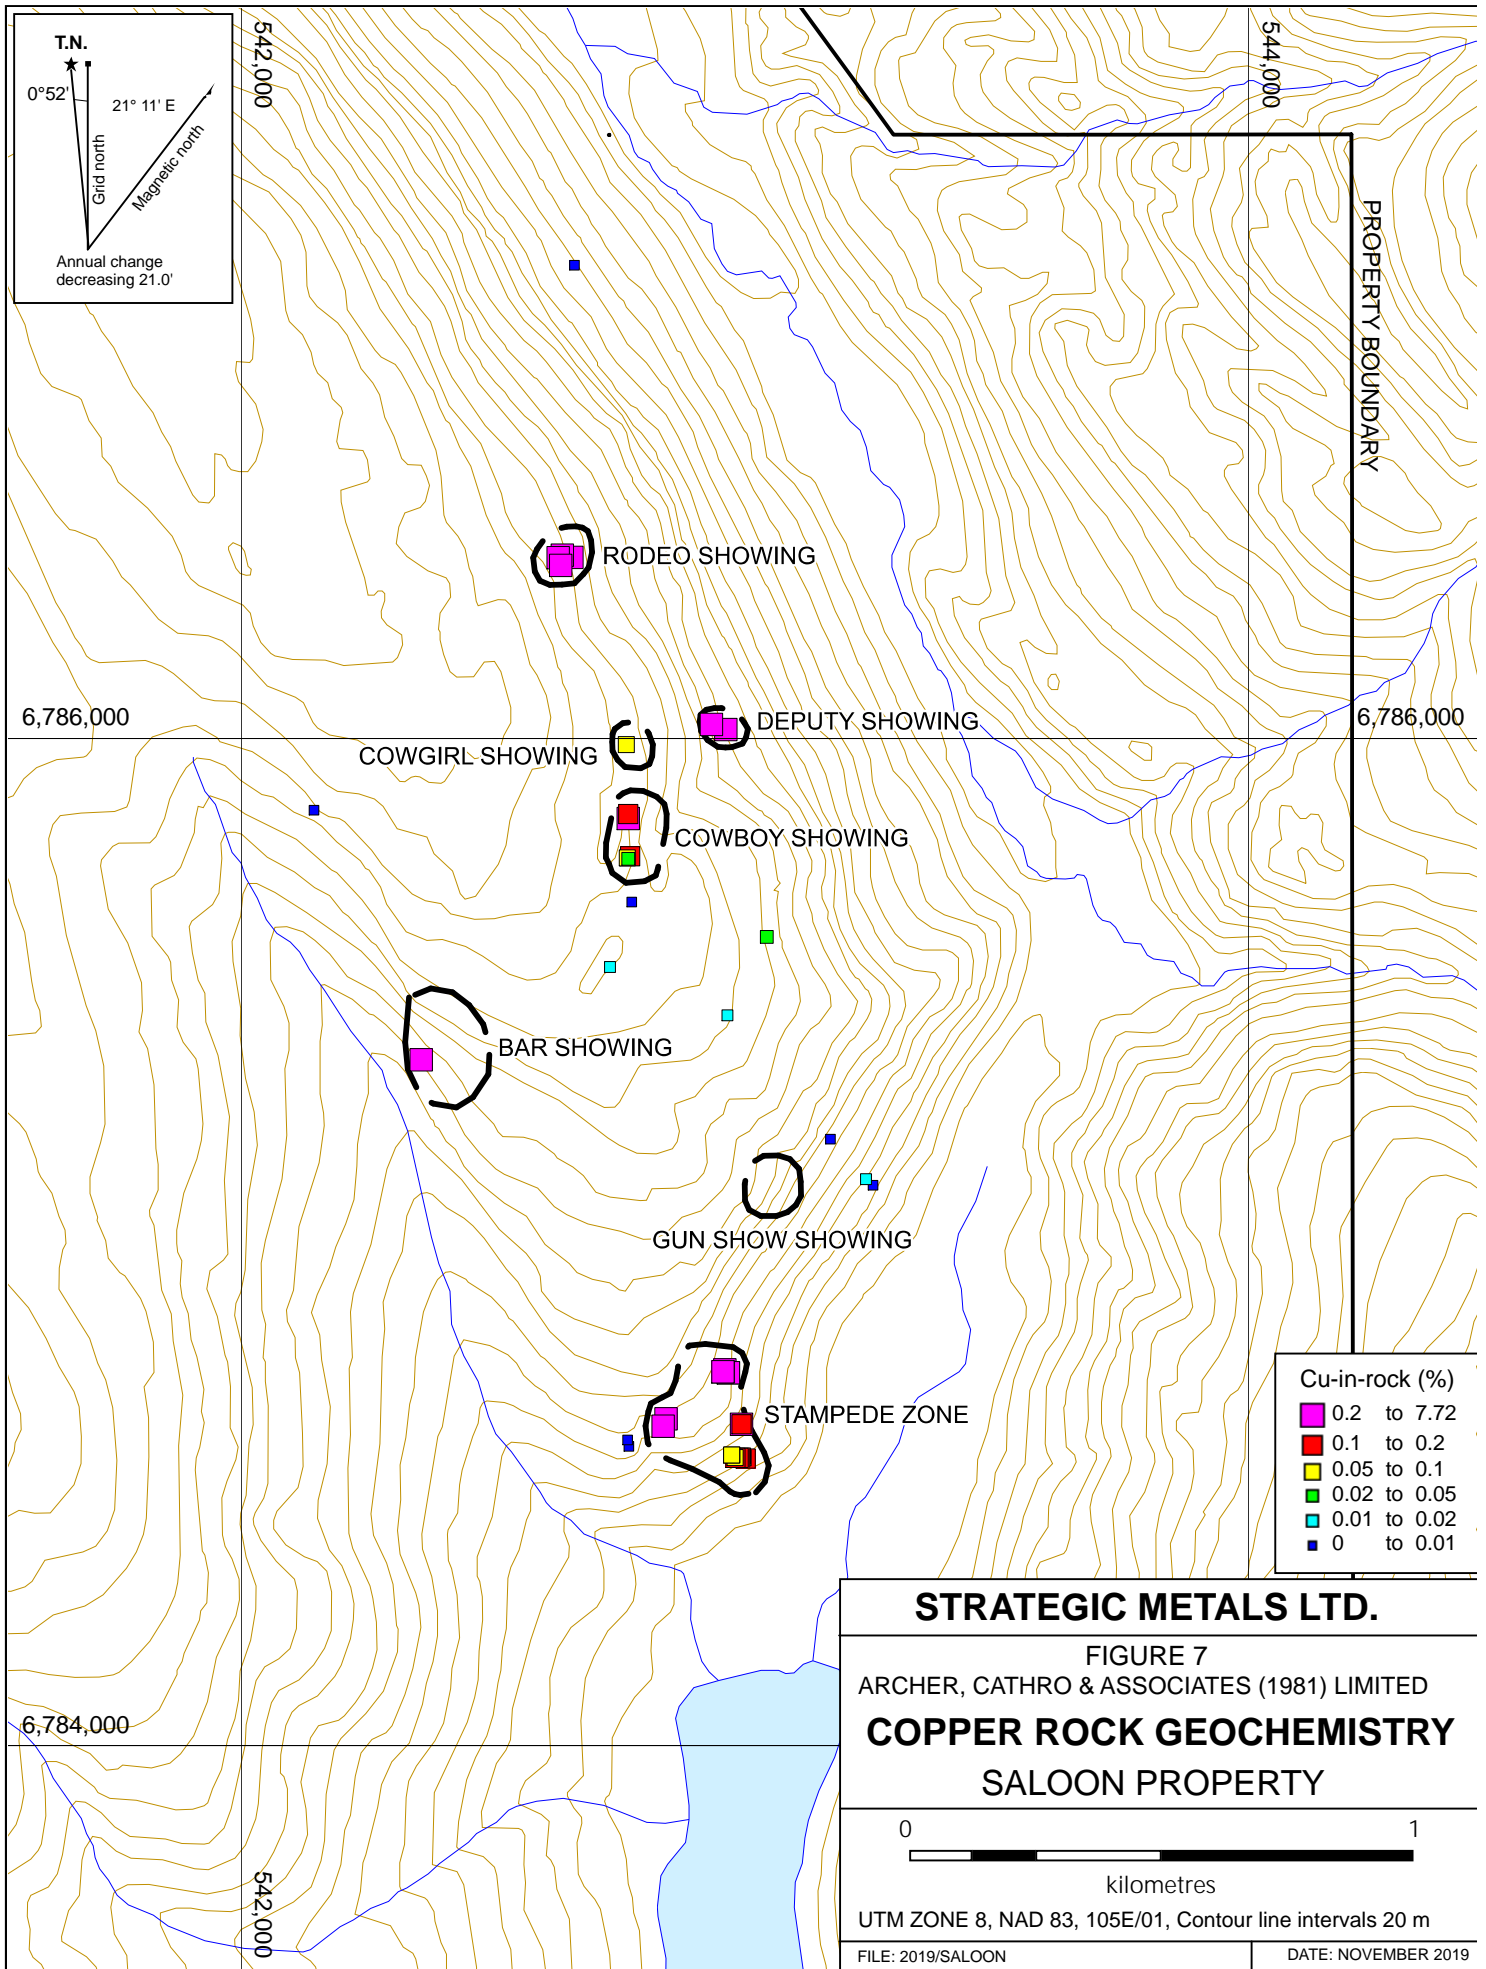 T.N.
0°52'
21° 11' E
Grid north
Magnetic north
Annual change
decreasing 21.0'
542,000
544,000
PROPERTY BOUNDARY
RODEO SHOWING
6,786,000
DEPUTY SHOWING
6,786,000
COWGIRL SHOWING
COWBOY SHOWING
BAR SHOWING
GUN SHOW SHOWING
STAMPEDE ZONE
Cu-in-rock (%)
0.2 to 7.72
0.1 to 0.2
0.05 to 0.1
0.02 to 0.05
0.01 to 0.02
0 to 0.01
6,784,000
542,000
STRATEGIC METALS LTD.
FIGURE 7
ARCHER, CATHRO & ASSOCIATES (1981) LIMITED
COPPER ROCK GEOCHEMISTRY
SALOON PROPERTY
0 1
kilometres
UTM ZONE 8, NAD 83, 105E/01, Contour line intervals 20 m
FILE: 2019/SALOON
DATE: NOVEMBER 2019